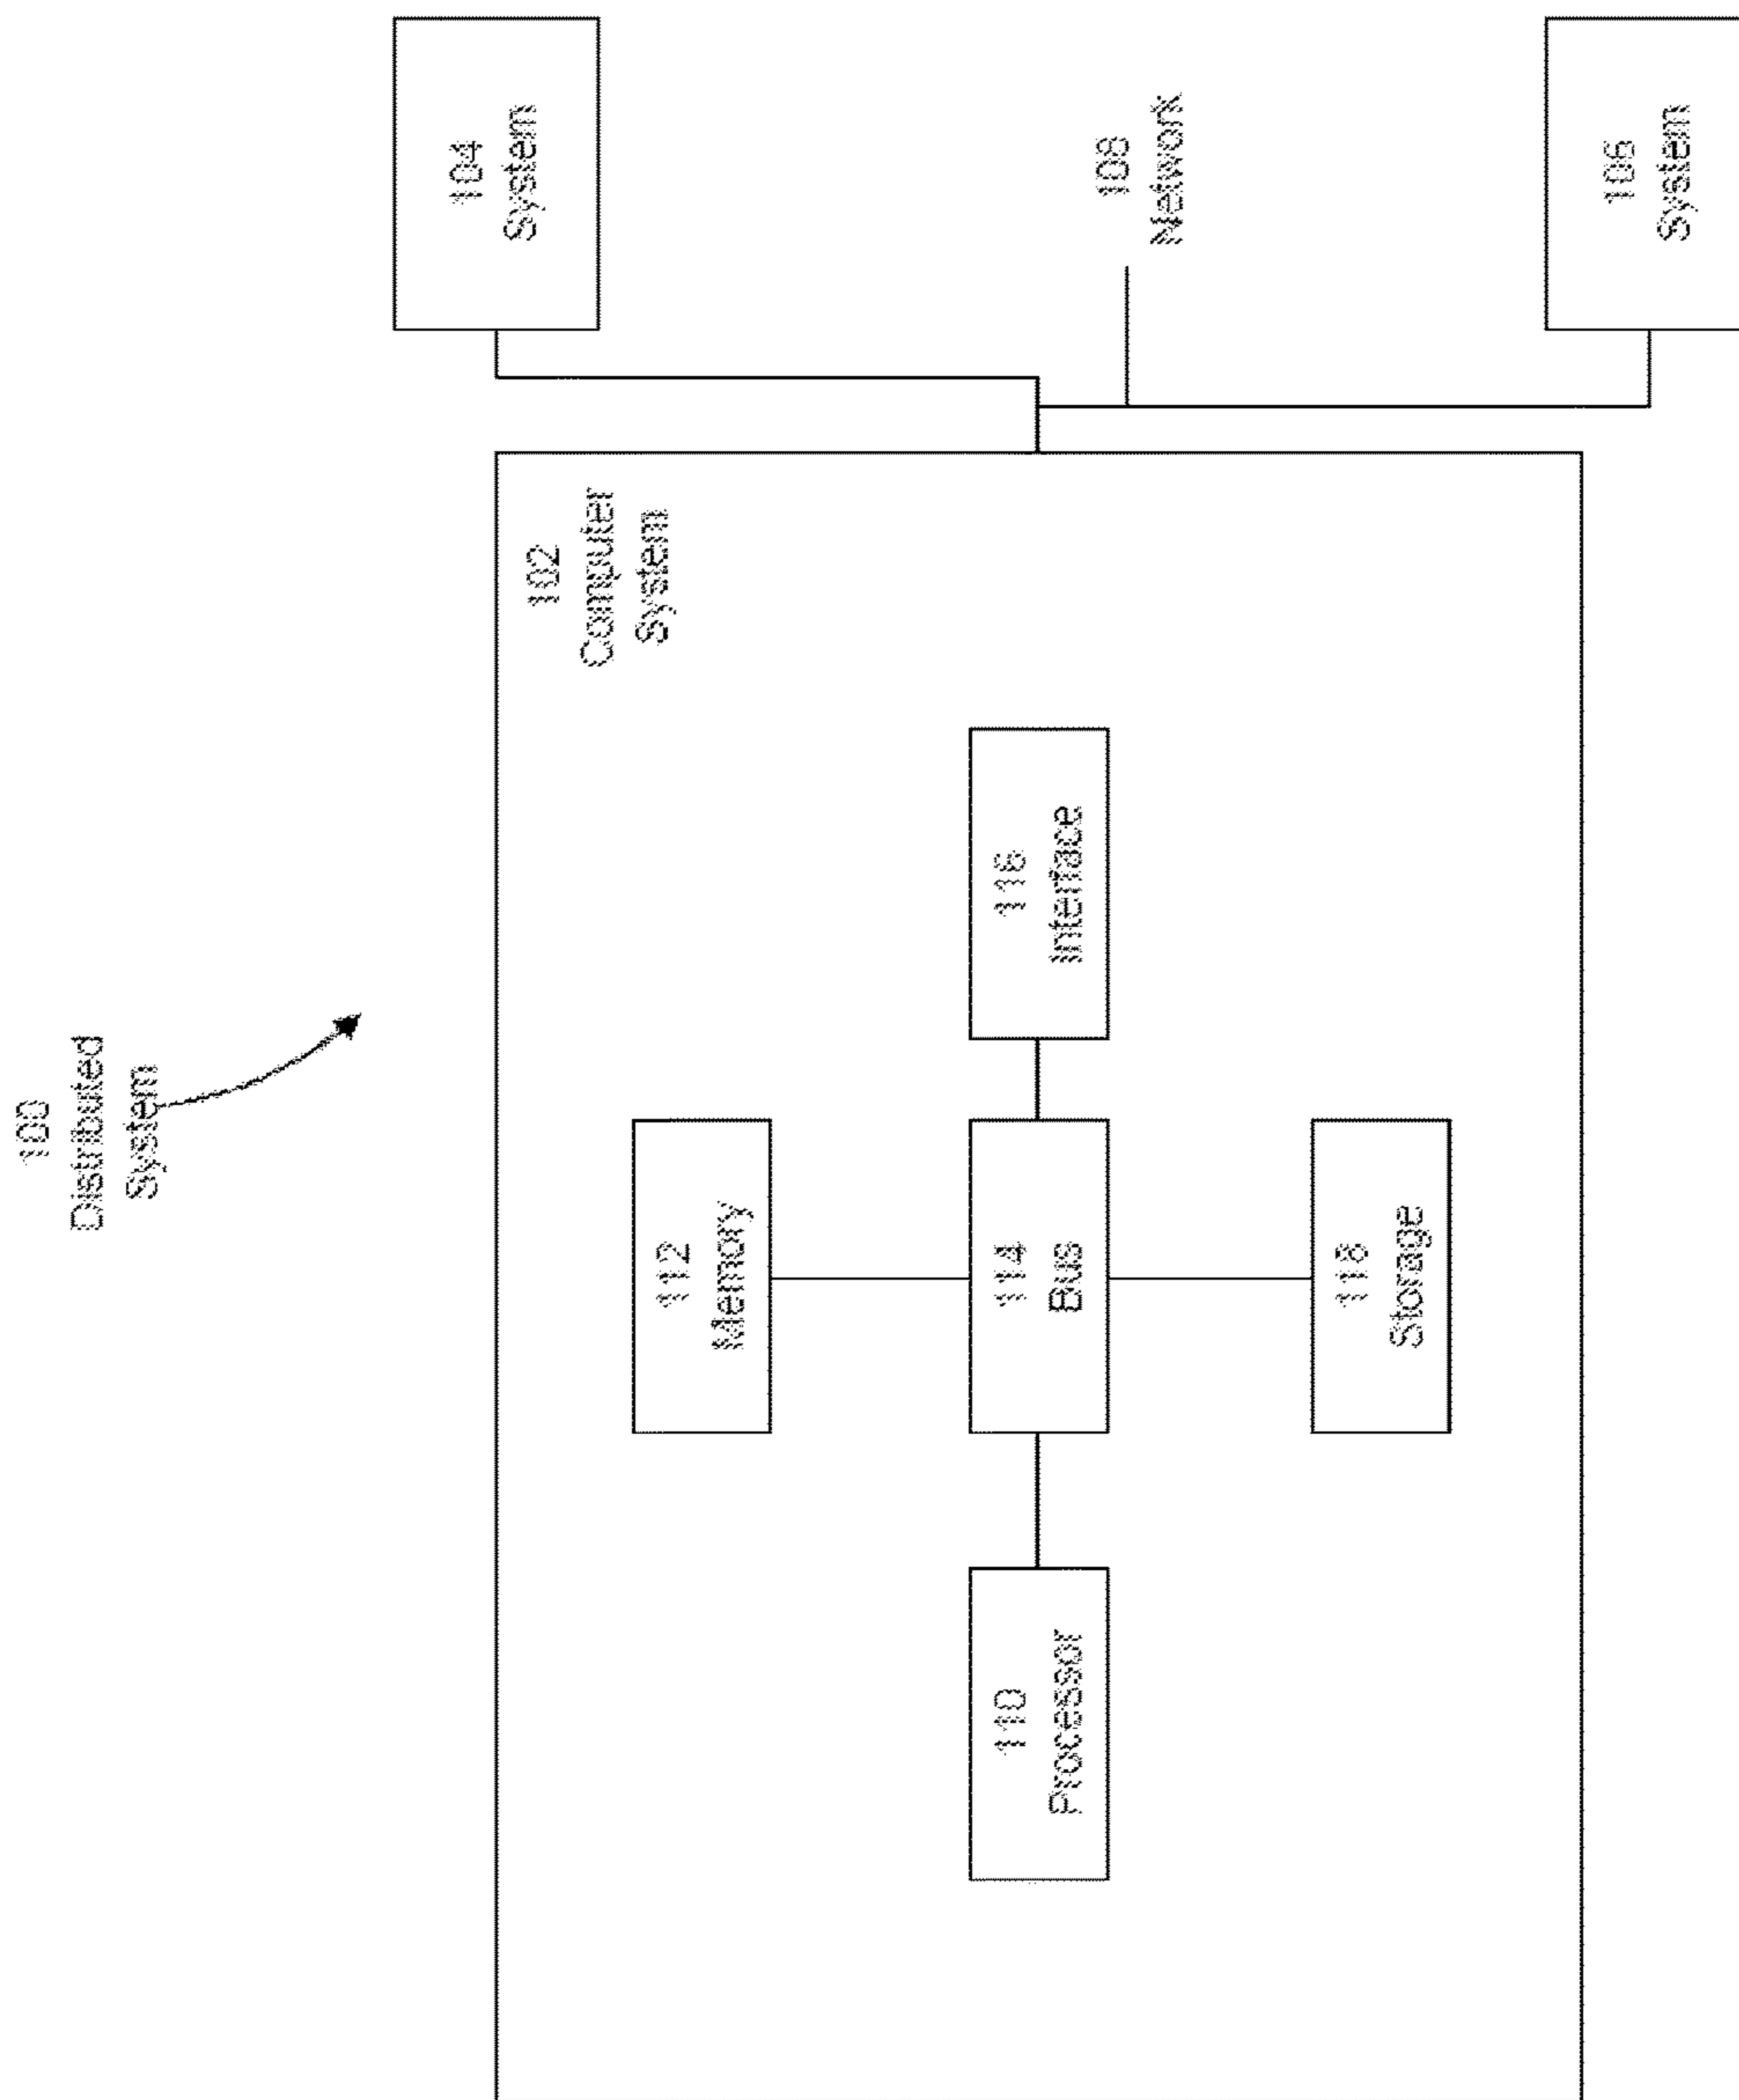 100
Distributed
System
102
Computer
System
104
System
112
Memory
110
Processor
114
Bus
116
Interface
108
Network
118
Storage
106
System